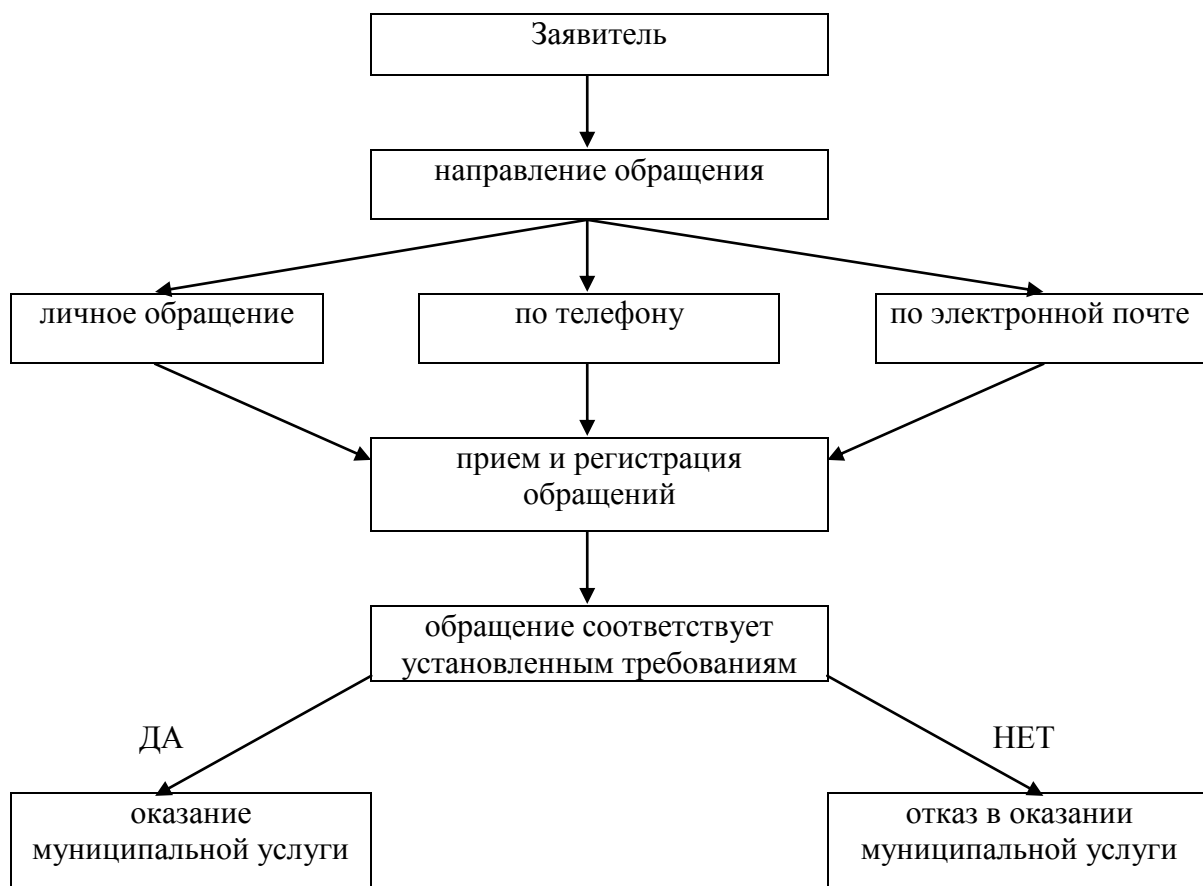 Заявитель
направление обращения
личное обращение
по телефону
по электронной почте
прием и регистрация
обращений
обращение соответствует
установленным требованиям
ДА
НЕТ
оказание
муниципальной услуги
отказ в оказании
муниципальной услуги